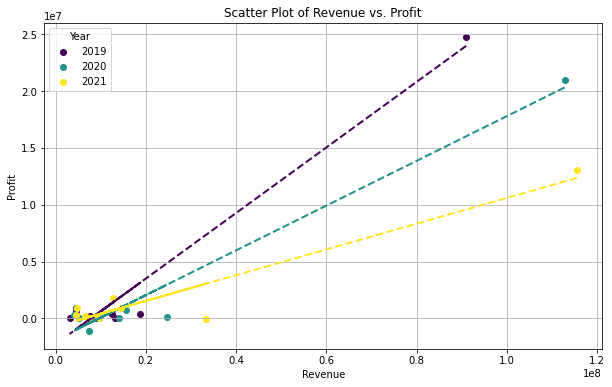 Scatter Plot of Revenue vs. Profit
1e7
Year
2019
2020
2021
2.5
2.0
1.5
1.0
0.5
0.0
Profit
0.0 0.2 0.4 0.6 0.8 1.0 1.2
1e8
Revenue